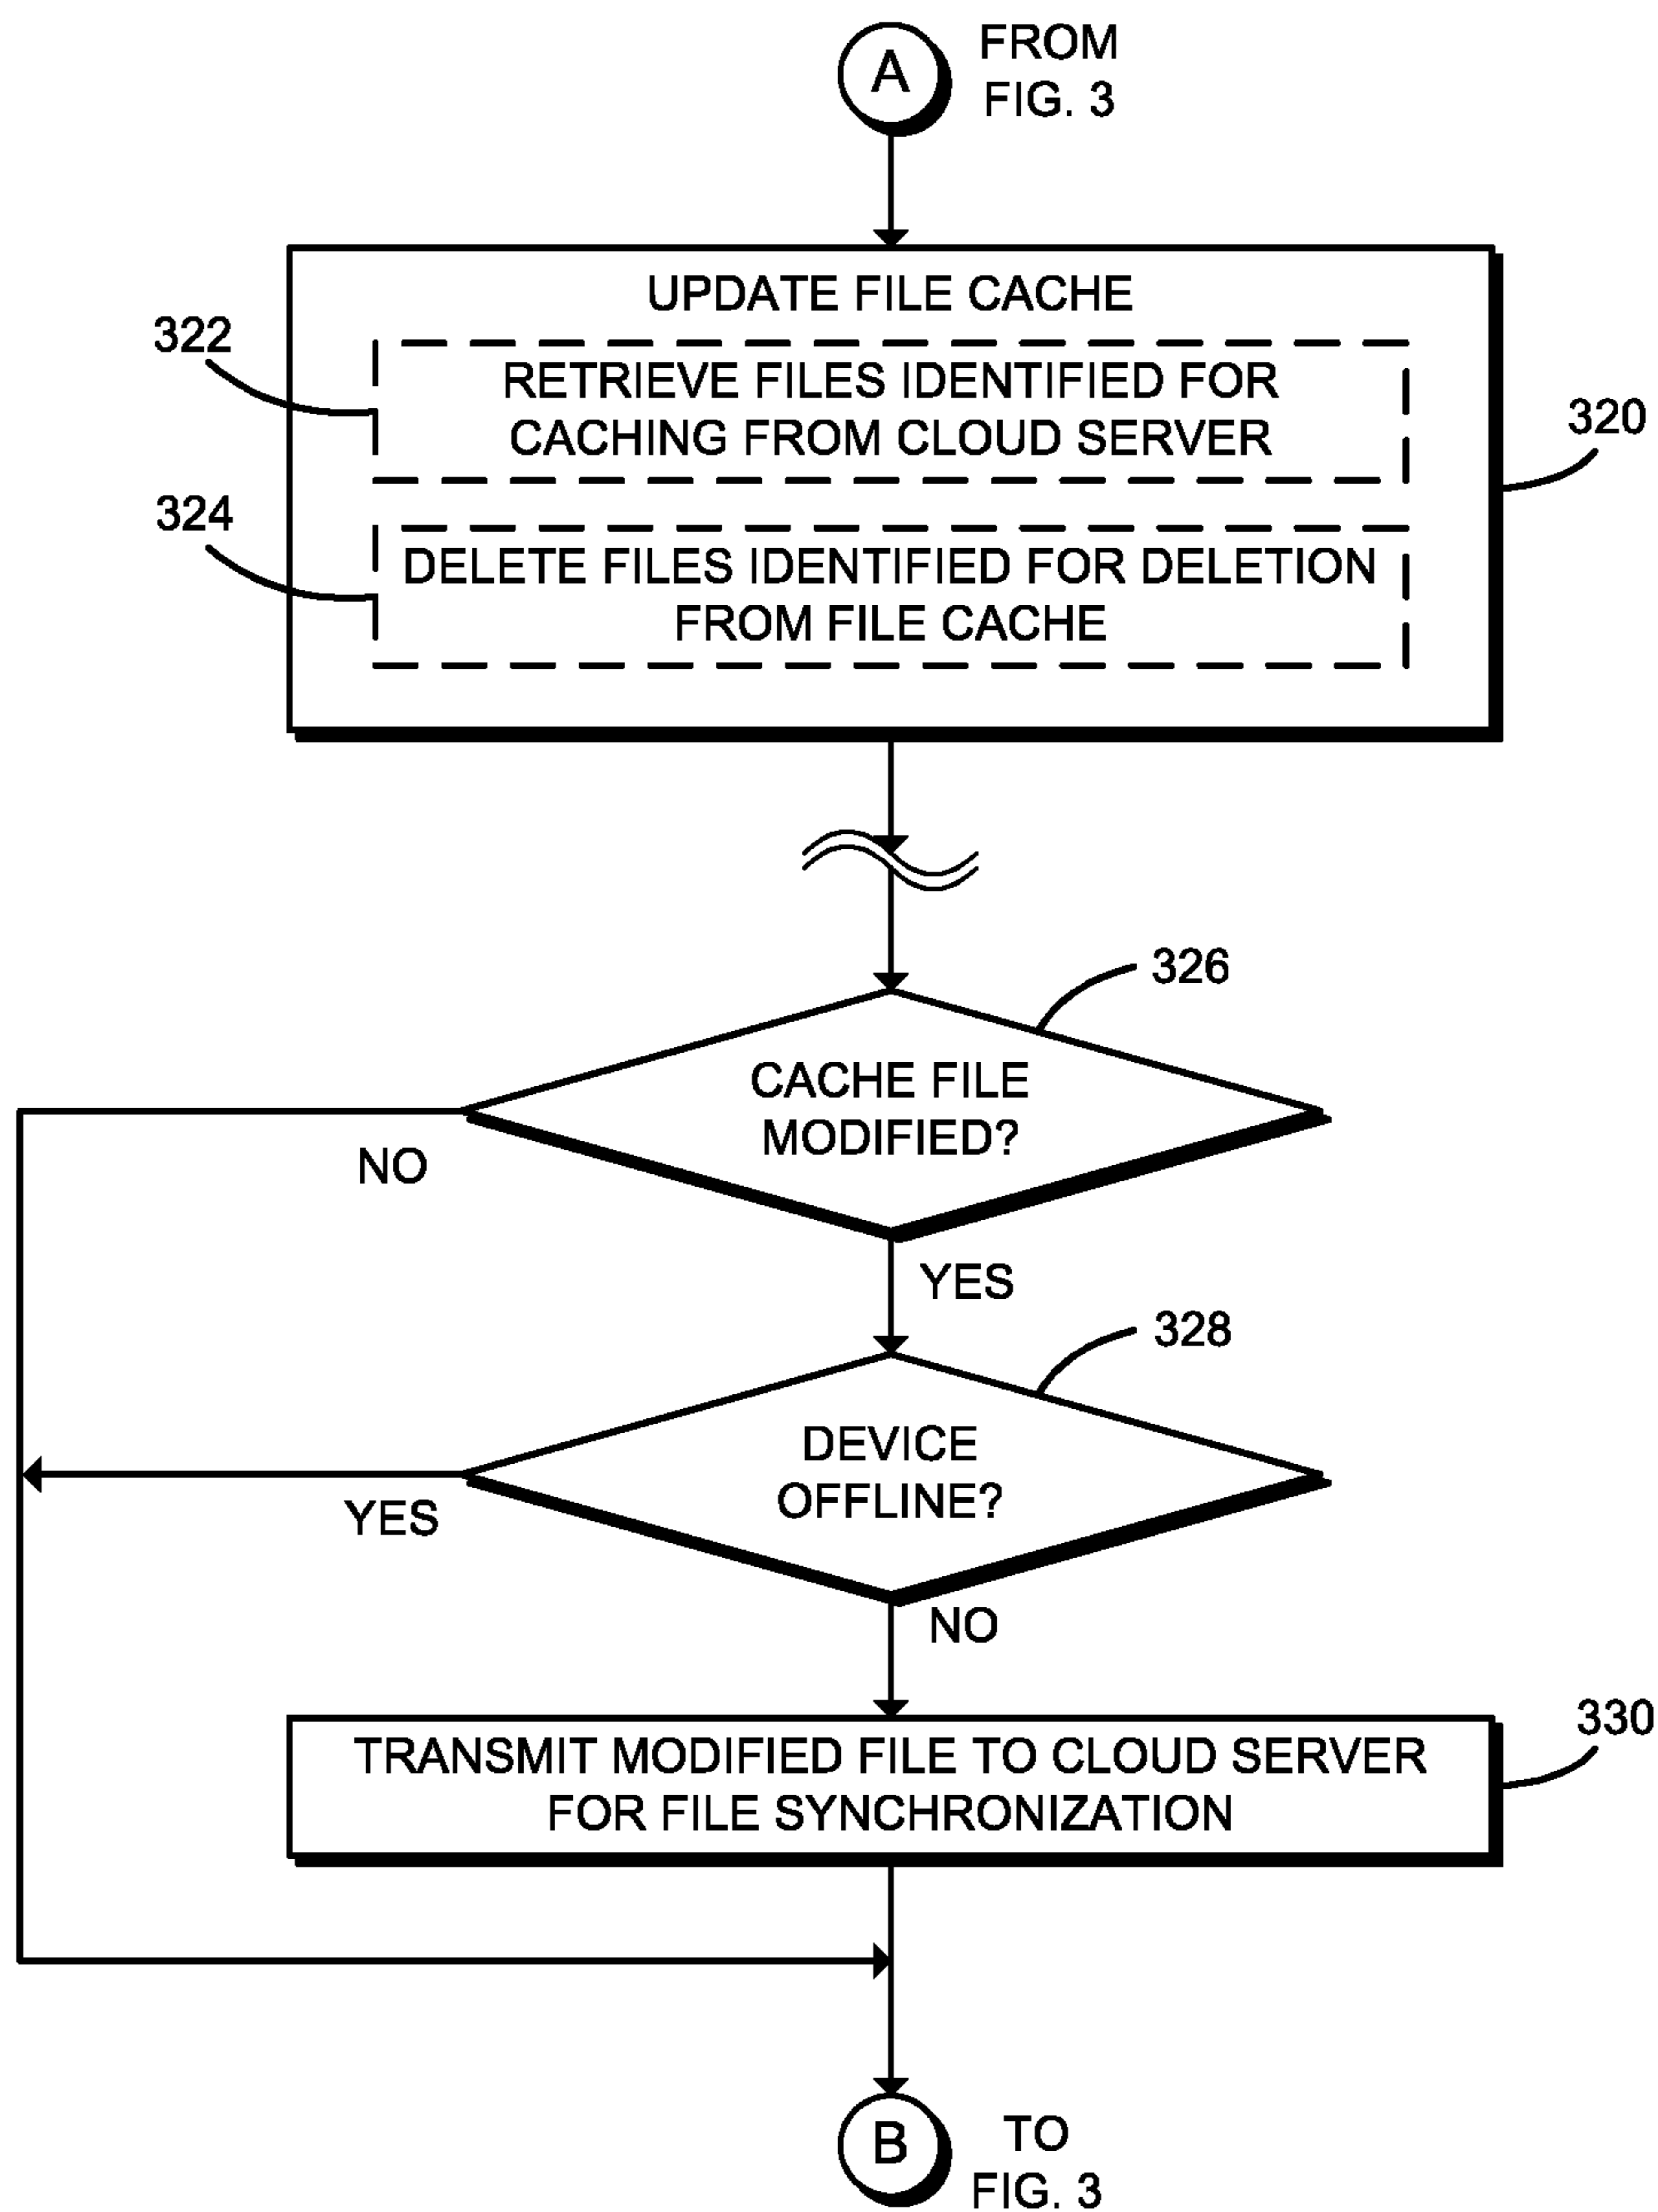 A
FROM
FIG. 3
UPDATE FILE CACHE
322
RETRIEVE FILES IDENTIFIED FOR
CACHING FROM CLOUD SERVER
320
324
DELETE FILES IDENTIFIED FOR DELETION
FROM FILE CACHE
326
CACHE FILE
MODIFIED?
NO
YES
328
DEVICE
OFFLINE?
YES
NO
330
TRANSMIT MODIFIED FILE TO CLOUD SERVER
FOR FILE SYNCHRONIZATION
B
TO
FIG. 3